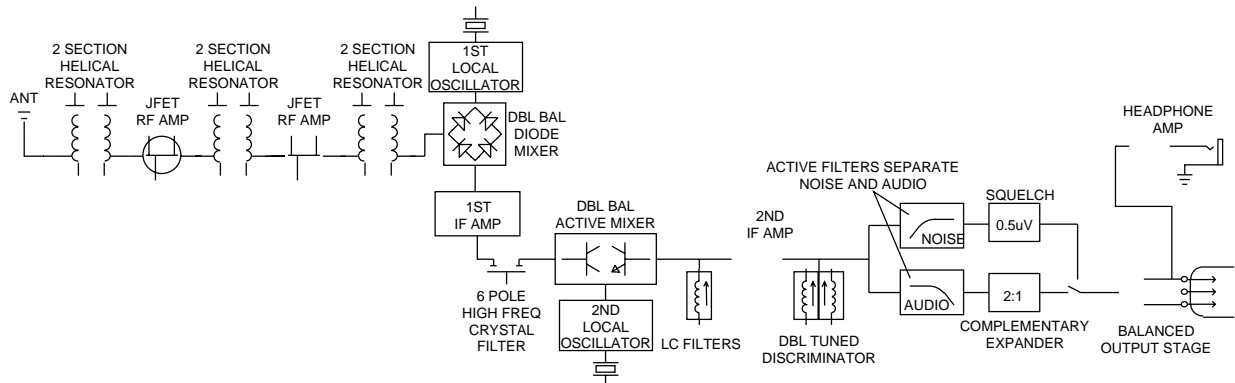 ANT
2 SECTION
HELICAL
RESONATOR
JFET
RF AMP
2 SECTION
HELICAL
RESONATOR
JFET
RF AMP
2 SECTION
HELICAL
RESONATOR
1ST
LOCAL
OSCILLATOR
DBL BAL
DIODE
MIXER
1ST
IF AMP
6 POLE
HIGH FREQ
CRYSTAL
FILTER
DBL BAL
ACTIVE MIXER
2ND
LOCAL
OSCILLATOR
LC FILTERS
2ND
IF AMP
DBL TUNED
DISCRIMINATOR
ACTIVE FILTERS SEPARATE
NOISE AND AUDIO
NOISE
AUDIO
SQUELCH
0.5uV
2:1
COMPLEMENTARY
EXPANDER
HEADPHONE
AMP
BALANCED
OUTPUT STAGE